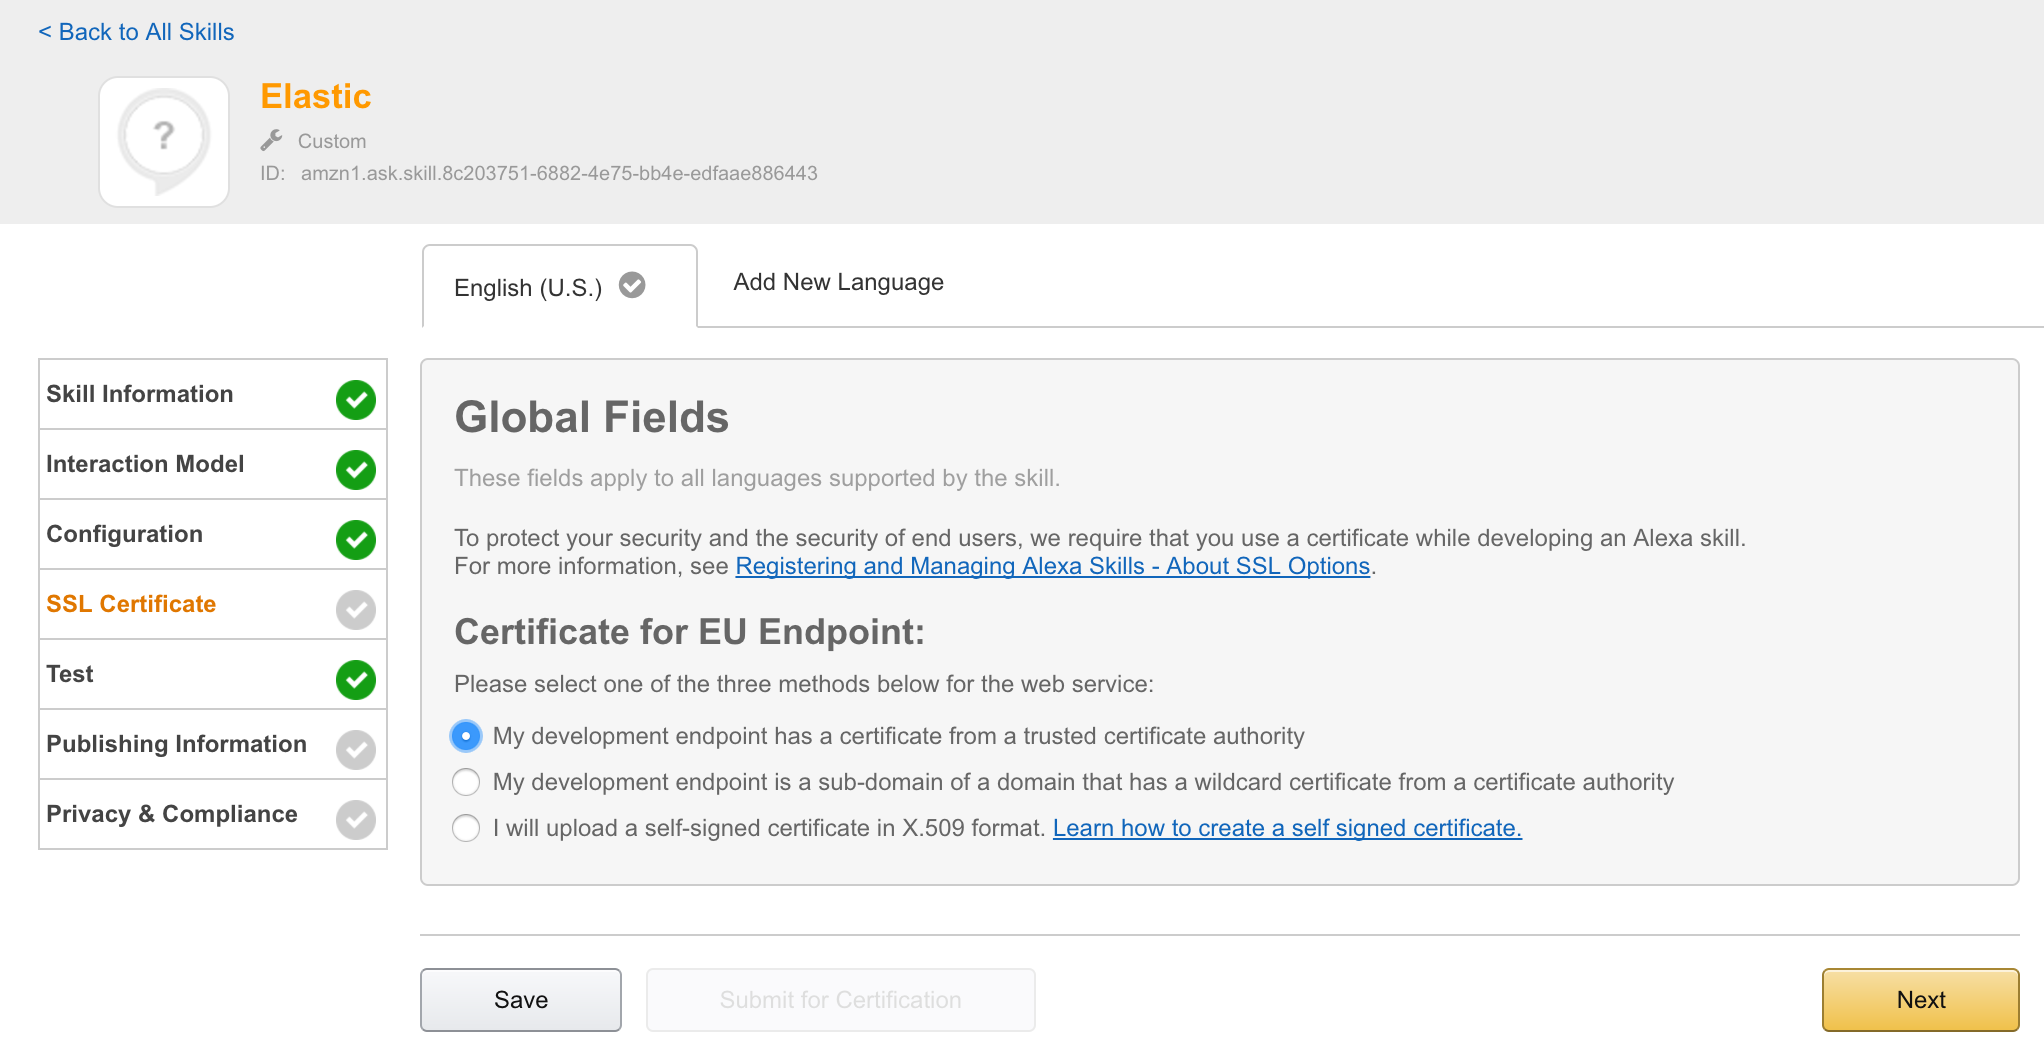 < Back to All Skills
?
Elastic
Custom
ID: amzn1.ask.skill.8c203751-6882-4e75-bb4e-edfaae886443
English (U.S.)
Add New Language
Skill Information
Interaction Model
Configuration
SSL Certificate
Test
Publishing Information
Privacy & Compliance
Global Fields
These fields apply to all languages supported by the skill.
To protect your security and the security of end users, we require that you use a certificate while developing an Alexa skill.
For more information, see Registering and Managing Alexa Skills - About SSL Options.
Certificate for EU Endpoint:
Please select one of the three methods below for the web service:
My development endpoint has a certificate from a trusted certificate authority
My development endpoint is a sub-domain of a domain that has a wildcard certificate from a certificate authority
I will upload a self-signed certificate in X.509 format. Learn how to create a self signed certificate.
Save
Submit for Certification
Next